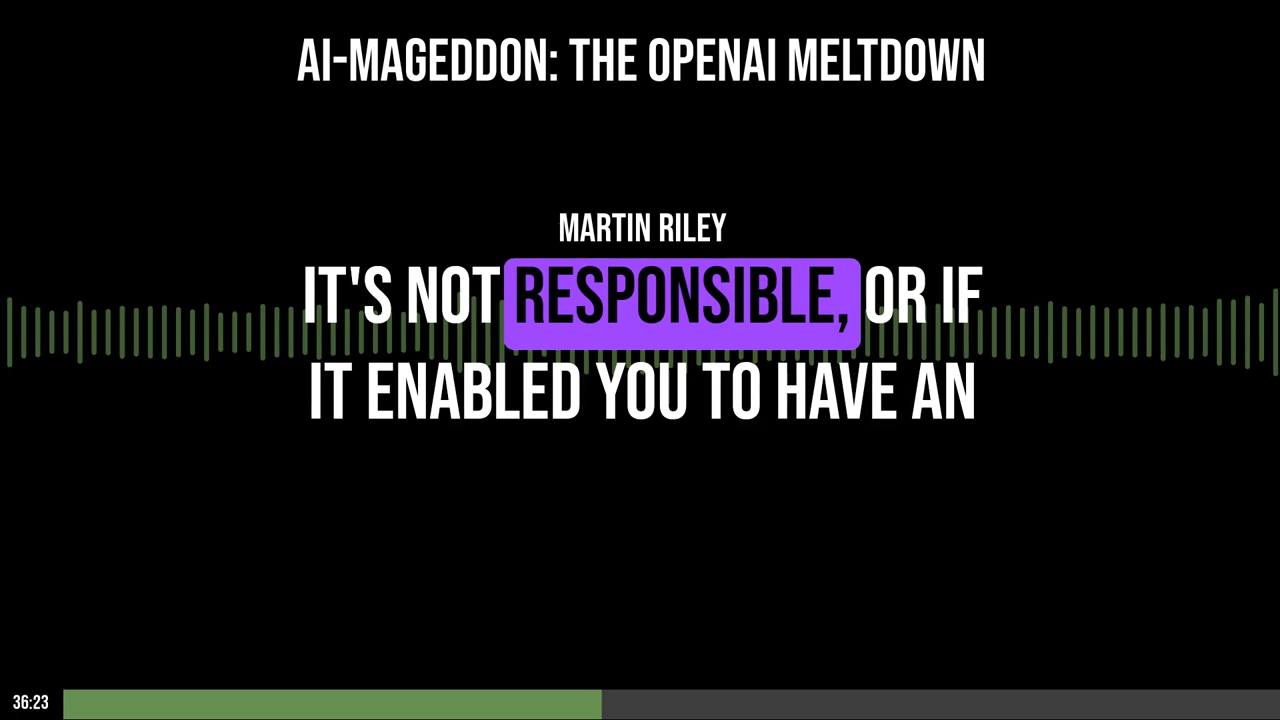 AI-MAGEDDON: THE OPENAI MELTDOWN
MARTIN RILEY
IT'S NOT RESPONSIBLE, OR IF
IT ENABLED YOU TO HAVE AN
36:23